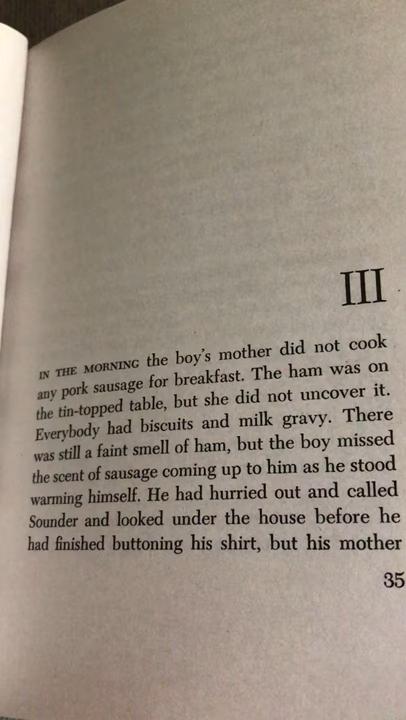 III
IN THE MORNING the boy's mother did not cook
any pork sausage for breakfast. The ham was on
the tin-topped table, but she did not uncover it.
Everybody had biscuits and milk gravy. There
was still a faint smell of ham, but the boy missed
the scent of sausage coming up to him as he stood
warming himself. He had hurried out and called
Sounder and looked under the house before he
had finished buttoning his shirt, but his mother
35